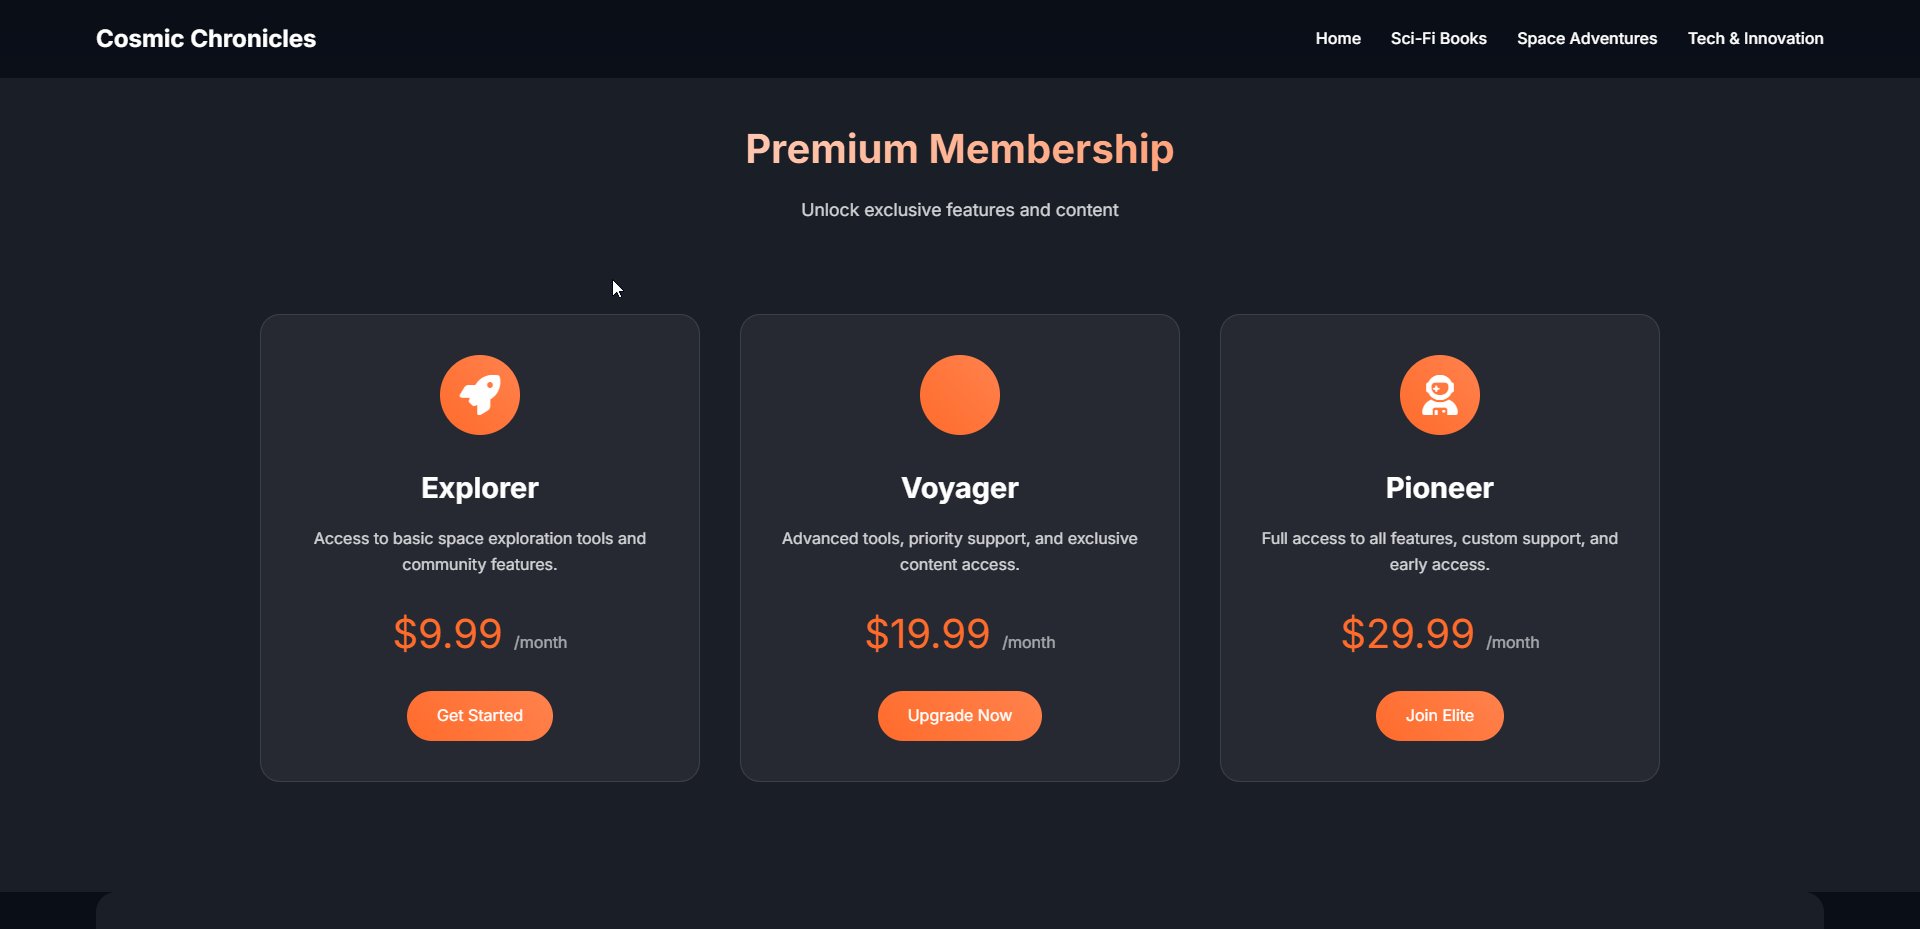 Cosmic Chronicles
Home Sci-Fi Books Space Adventures Tech & Innovation
Premium Membership
Unlock exclusive features and content
Explorer
Access to basic space exploration tools and
community features.
$9.99 /month
Get Started
Voyager
Advanced tools, priority support, and exclusive
content access.
$19.99 /month
Upgrade Now
Pioneer
Full access to all features, custom support, and
early access.
$29.99 /month
Join Elite